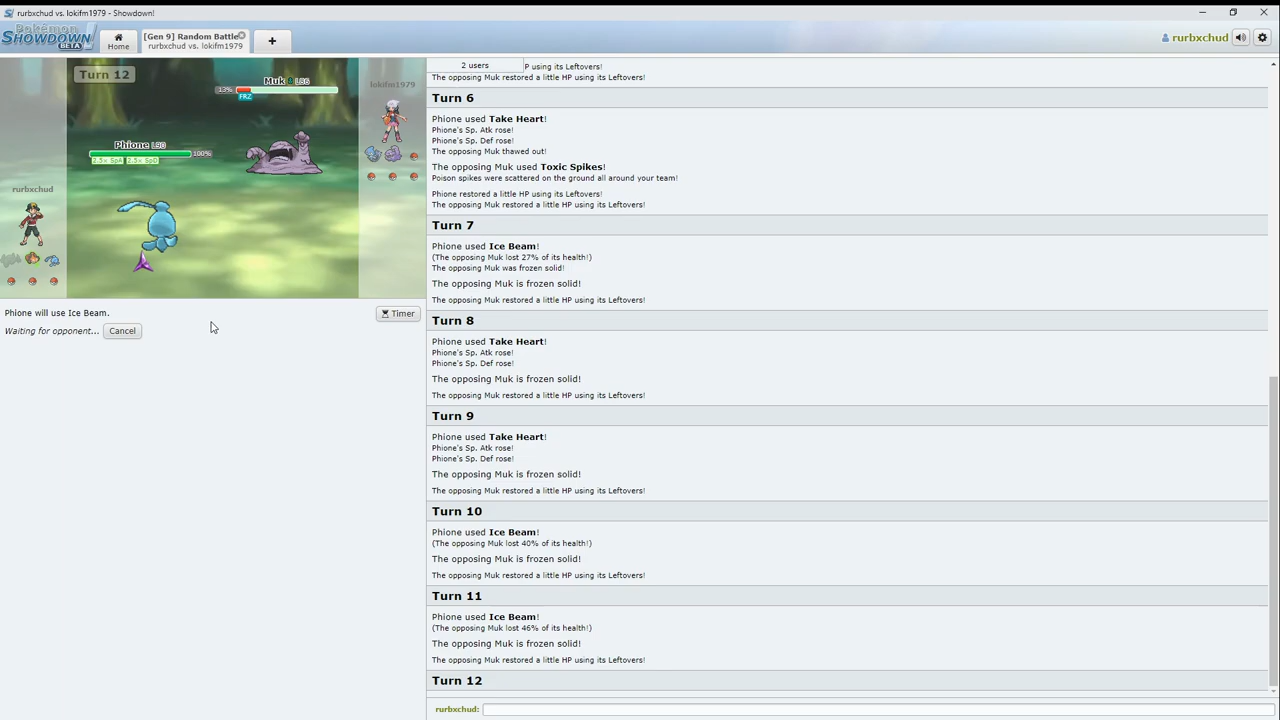 rurbxchud vs. lokifm1979 - Showdown!
Pokémon
SHOWDOWN!
BETA
Home
[Gen 9] Random Battle
rurbxchud vs. lokifm1979
+
rurbxchud
Turn 12
Muk L86
13%
FRZ
lokifm1979
Phione L90
100%
2.5× SpA 2.5× SpD
rurbxchud
Phione will use Ice Beam.
Timer
Waiting for opponent...
Cancel
2 users
P using its Leftovers!
The opposing Muk restored a little HP using its Leftovers!
Turn 6
Phione used Take Heart!
Phione's Sp. Atk rose!
Phione's Sp. Def rose!
The opposing Muk thawed out!
The opposing Muk used Toxic Spikes!
Poison spikes were scattered on the ground all around your team!
Phione restored a little HP using its Leftovers!
The opposing Muk restored a little HP using its Leftovers!
Turn 7
Phione used Ice Beam!
(The opposing Muk lost 27% of its health!)
The opposing Muk was frozen solid!
The opposing Muk is frozen solid!
The opposing Muk restored a little HP using its Leftovers!
Turn 8
Phione used Take Heart!
Phione's Sp. Atk rose!
Phione's Sp. Def rose!
The opposing Muk is frozen solid!
The opposing Muk restored a little HP using its Leftovers!
Turn 9
Phione used Take Heart!
Phione's Sp. Atk rose!
Phione's Sp. Def rose!
The opposing Muk is frozen solid!
The opposing Muk restored a little HP using its Leftovers!
Turn 10
Phione used Ice Beam!
(The opposing Muk lost 40% of its health!)
The opposing Muk is frozen solid!
The opposing Muk restored a little HP using its Leftovers!
Turn 11
Phione used Ice Beam!
(The opposing Muk lost 46% of its health!)
The opposing Muk is frozen solid!
The opposing Muk restored a little HP using its Leftovers!
Turn 12
rurbxchud: